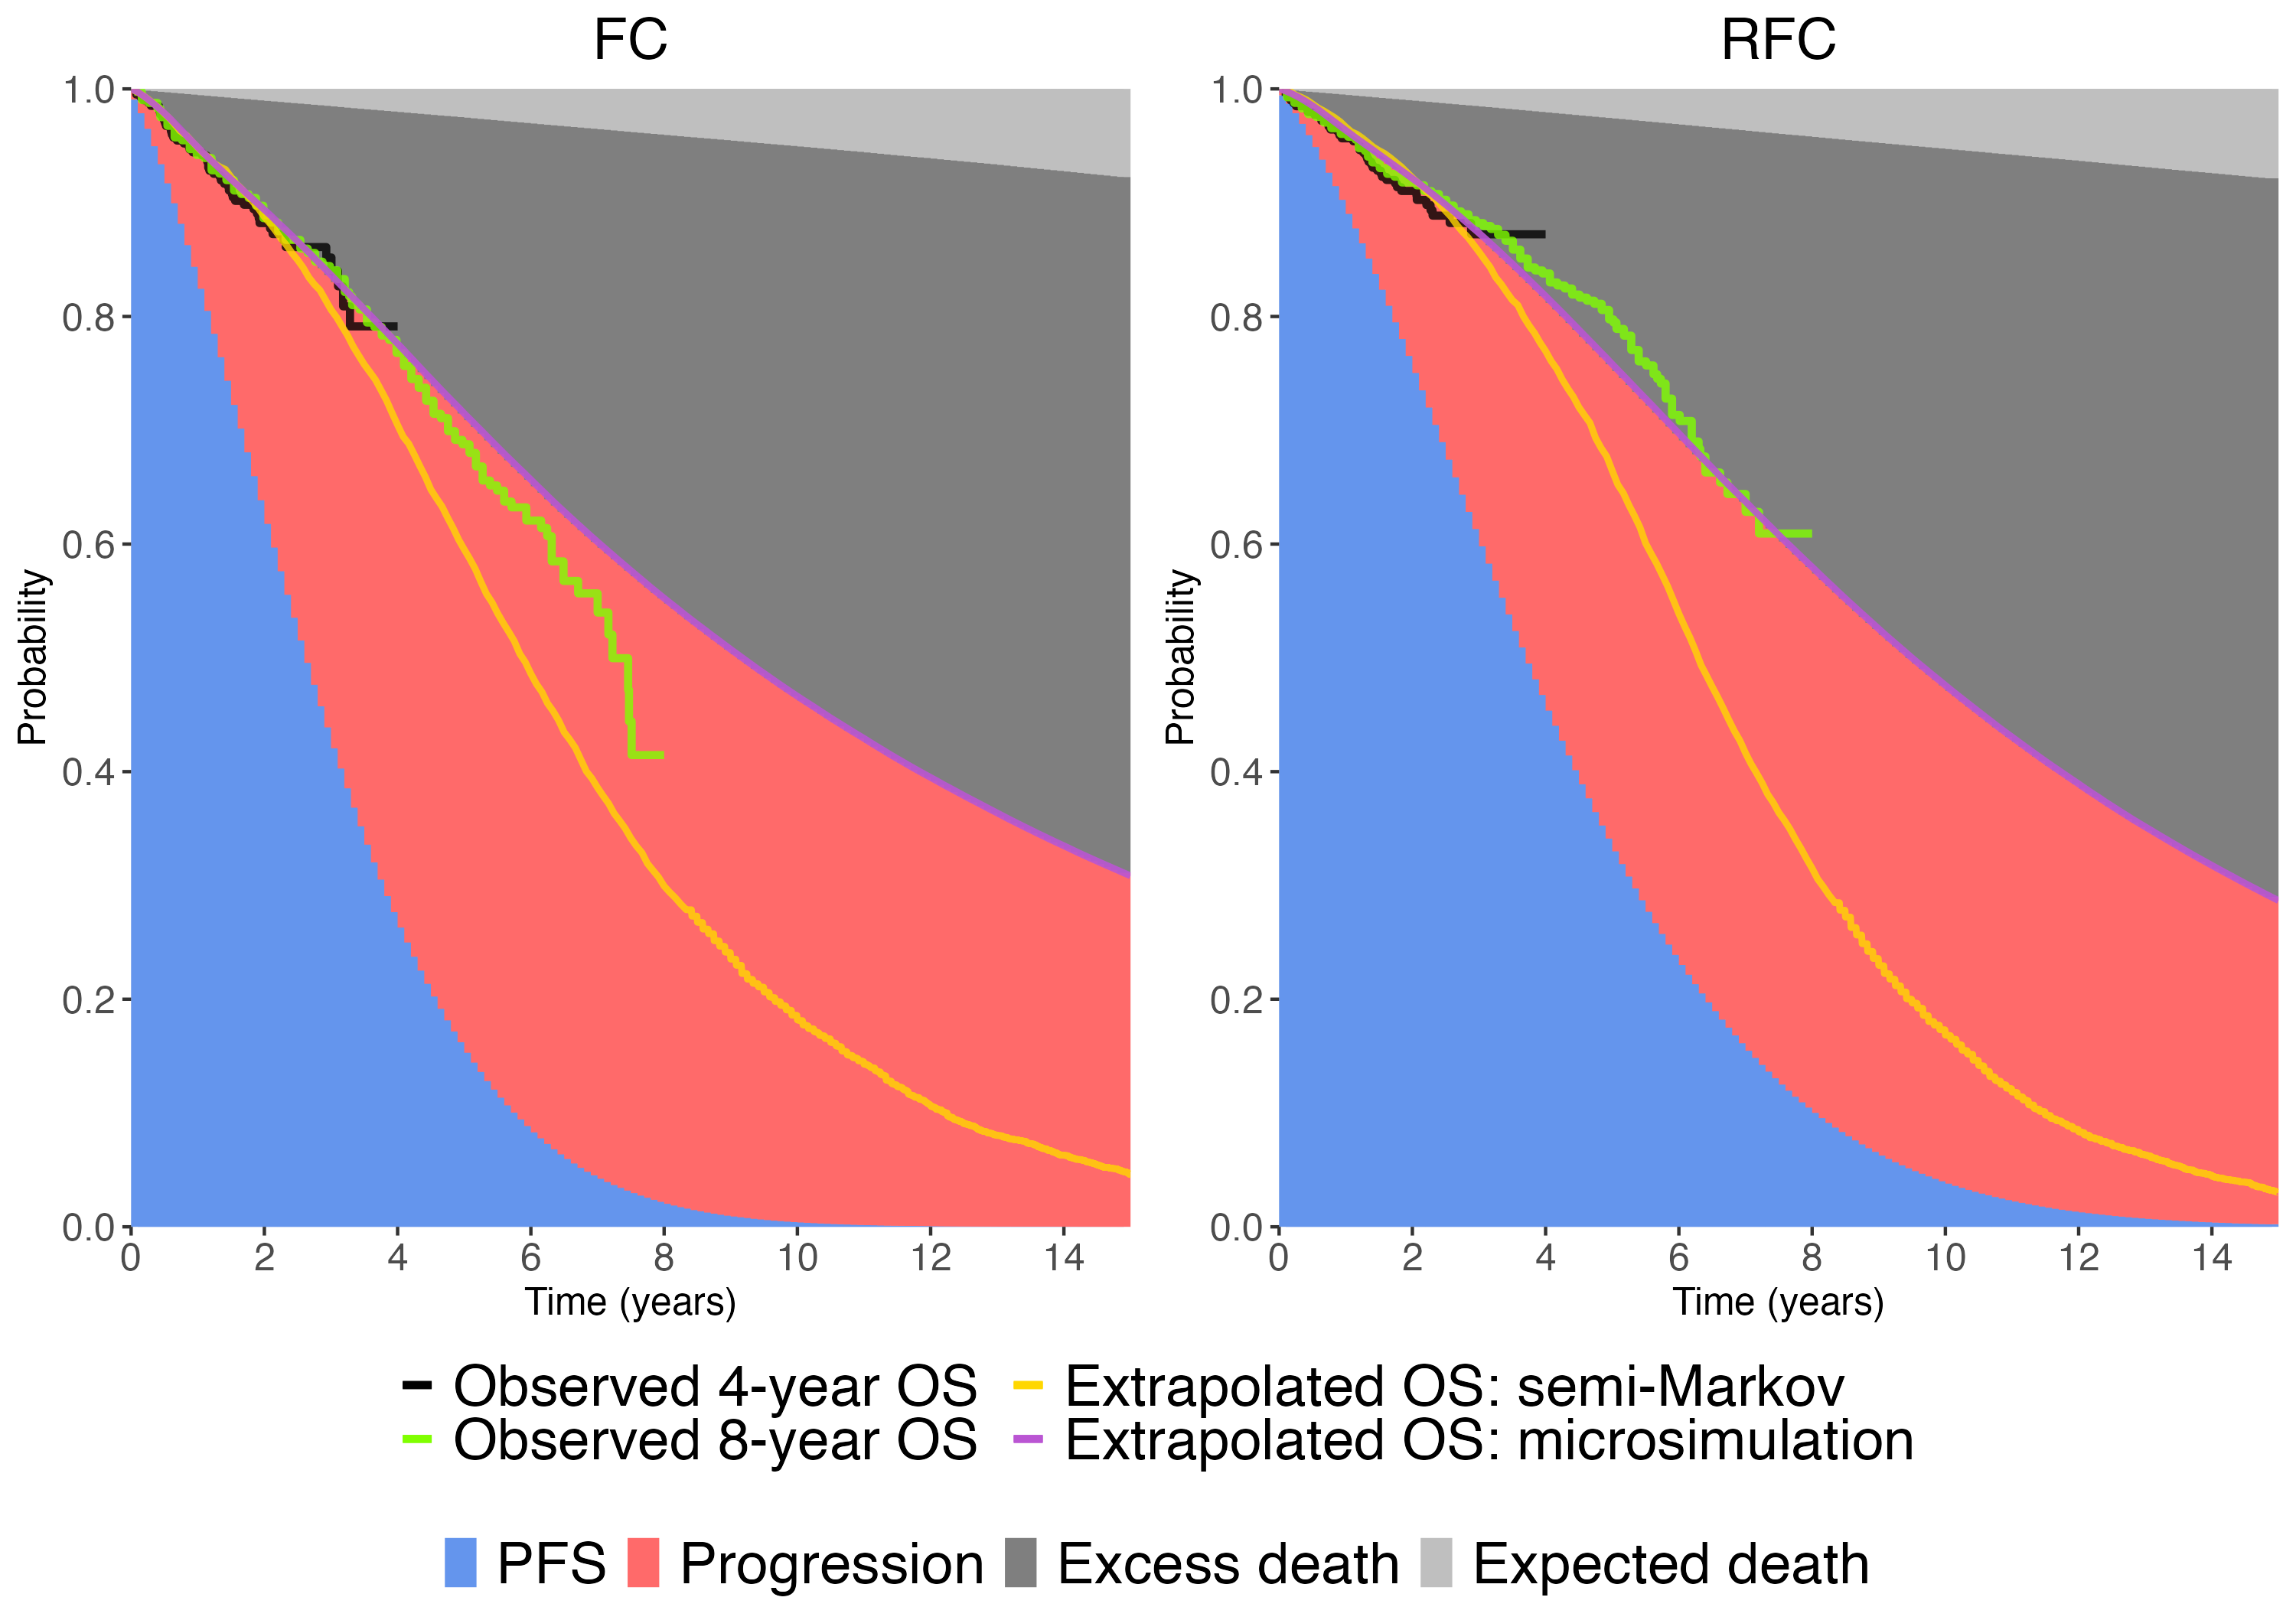 FC
RFC
Probability
1.0
0.8
0.6
0.4
0.2
0.0
0 2 4 6 8 10 12 14
Time (years)
Probability
1.0
0.8
0.6
0.4
0.2
0.0
0 2 4 6 8 10 12 14
Time (years)
Observed 4-year OS
Extrapolated OS: semi-Markov
Observed 8-year OS
Extrapolated OS: microsimulation
PFS Progression Excess death Expected death